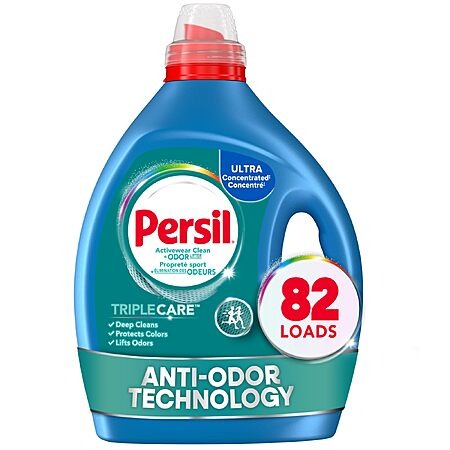 ULTRA
Concentrated‡
Concentré‡
Persil®
Activewear Clean
+ODOR
Propreté sport
+ÉLIMINATION DES ODEURS
TRIPLECARE™
✓ Deep Cleans
✓ Protects Colors
✓ Lifts Odors
82
LOADS
ANTI-ODOR
TECHNOLOGY